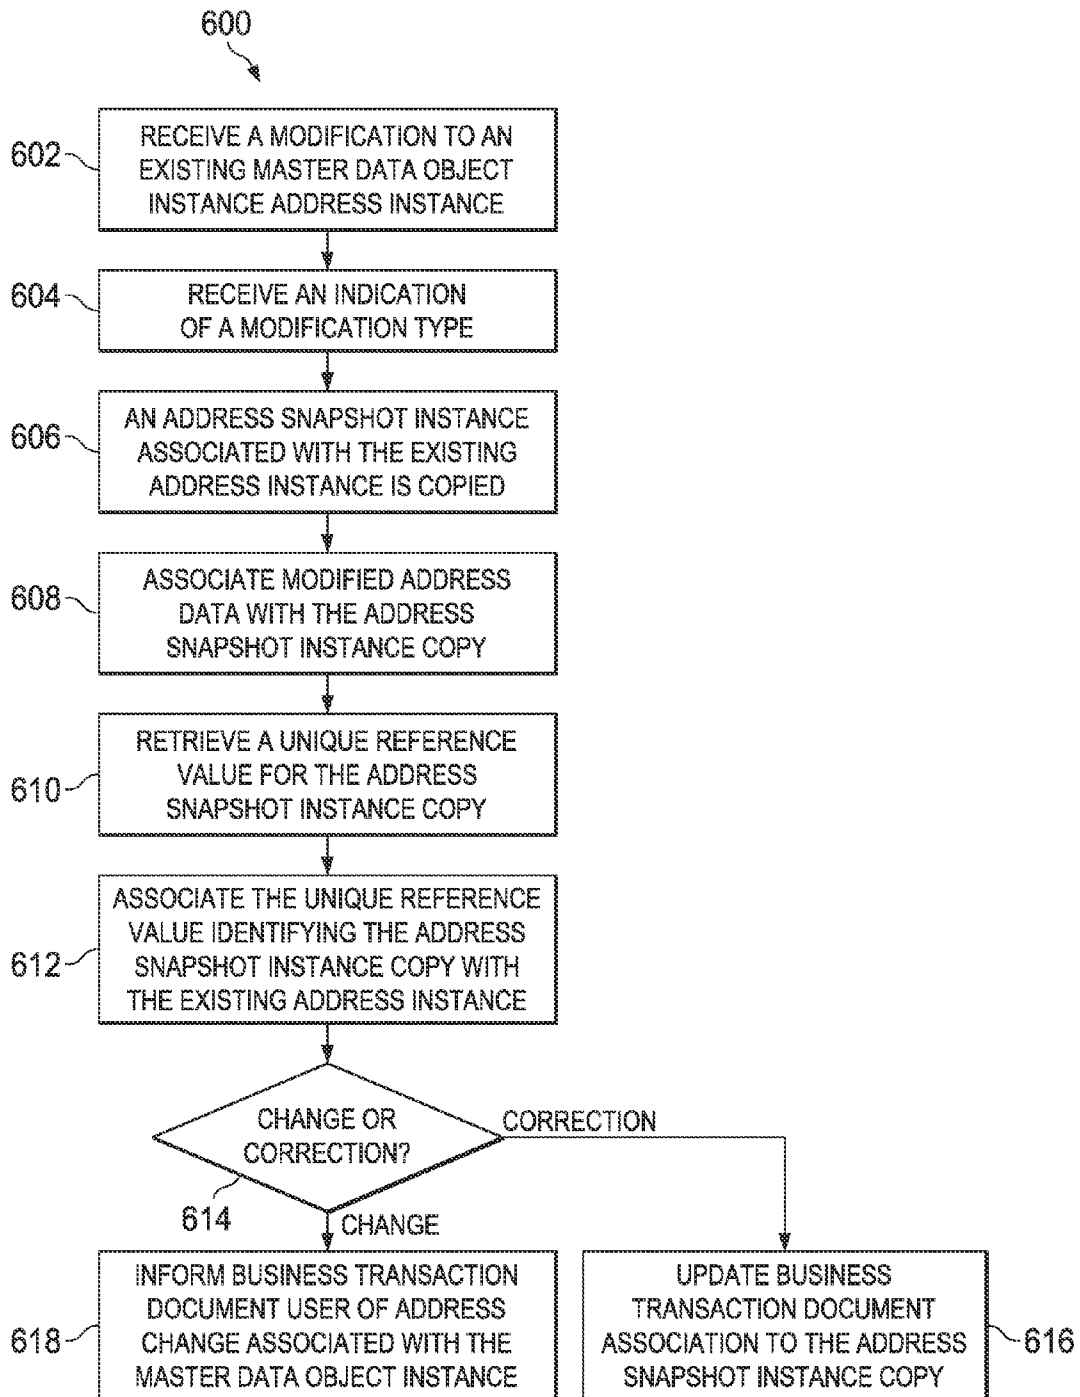 600
602
RECEIVE A MODIFICATION TO AN
EXISTING MASTER DATA OBJECT
INSTANCE ADDRESS INSTANCE
604
RECEIVE AN INDICATION
OF A MODIFICATION TYPE
606
AN ADDRESS SNAPSHOT INSTANCE
ASSOCIATED WITH THE EXISTING
ADDRESS INSTANCE IS COPIED
608
ASSOCIATE MODIFIED ADDRESS
DATA WITH THE ADDRESS
SNAPSHOT INSTANCE COPY
610
RETRIEVE A UNIQUE REFERENCE
VALUE FOR THE ADDRESS
SNAPSHOT INSTANCE COPY
612
ASSOCIATE THE UNIQUE REFERENCE
VALUE IDENTIFYING THE ADDRESS
SNAPSHOT INSTANCE COPY WITH
THE EXISTING ADDRESS INSTANCE
CHANGE OR
CORRECTION?
614
CORRECTION
CHANGE
618
INFORM BUSINESS TRANSACTION
DOCUMENT USER OF ADDRESS
CHANGE ASSOCIATED WITH THE
MASTER DATA OBJECT INSTANCE
UPDATE BUSINESS
TRANSACTION DOCUMENT
ASSOCIATION TO THE ADDRESS
SNAPSHOT INSTANCE COPY
616